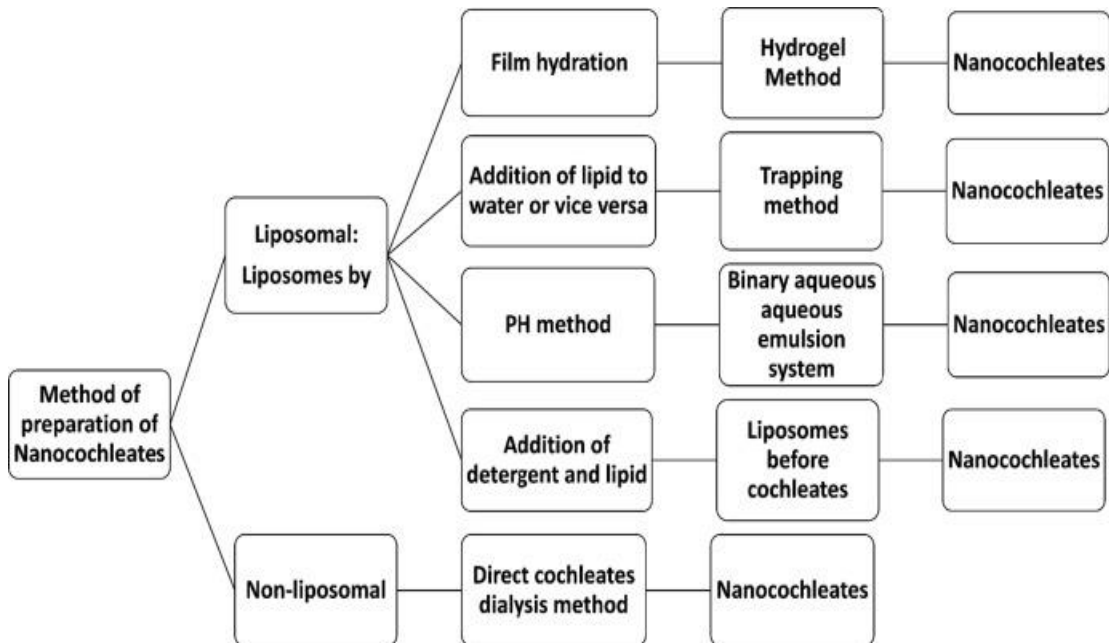 Film hydration
Hydrogel
Method
Nanocochleates
Addition of lipid to
water or vice versa
Trapping
method
Nanocochleates
Liposomal:
Liposomes by
PH method
Binary aqueous
aqueous
emulsion
system
Nanocochleates
Method of
preparation of
Nanocochleates
Addition of
detergent and lipid
Liposomes
before
cochleates
Nanocochleates
Non-liposomal
Direct cochleates
dialysis method
Nanocochleates